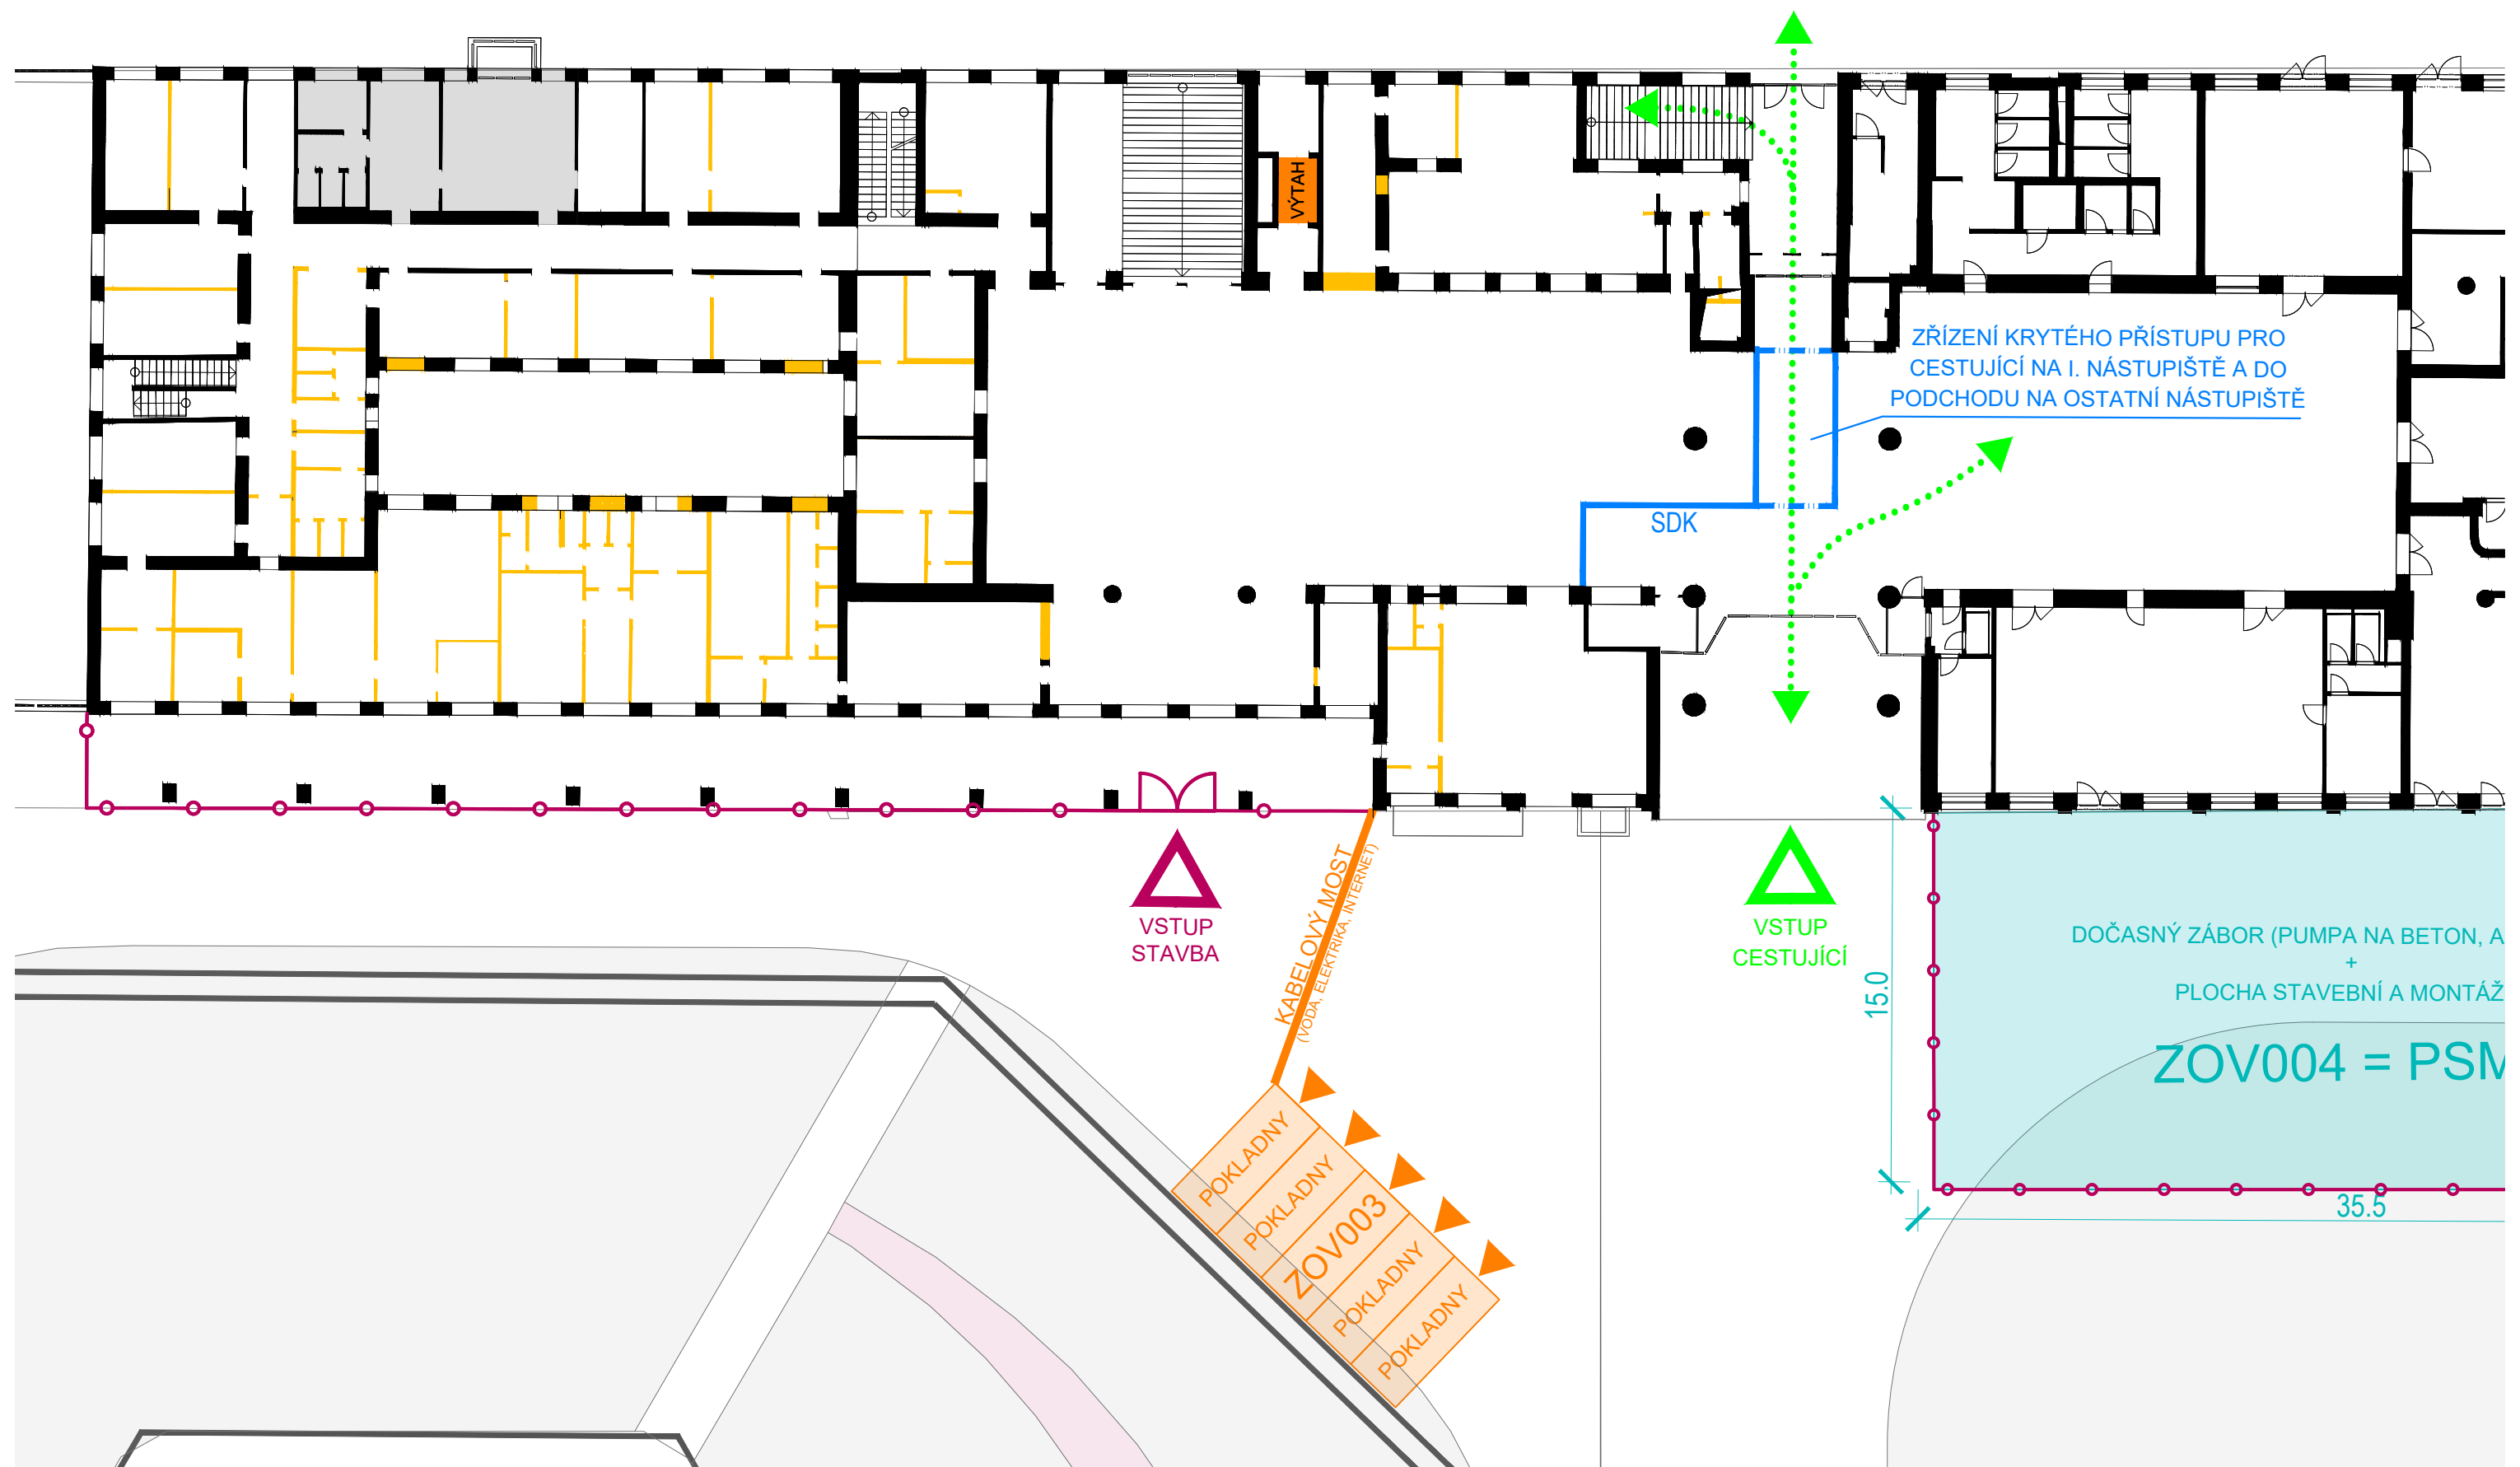 VÝTAH
ZŘÍZENÍ KRYTÉHO PŘÍSTUPU PRO
CESTUJÍCÍ NA I. NÁSTUPIŠTĚ A DO
PODCHODU NA OSTATNÍ NÁSTUPIŠTĚ
SDK
VSTUP
STAVBA
KABELOVÝ MOST
(VODA, ELEKTRIKA, INTERNET)
VSTUP
CESTUJÍCÍ
15.0
DOČASNÝ ZÁBOR (PUMPA NA BETON, A
+
PLOCHA STAVEBNÍ A MONTÁŽ
ZOV004 = PSM
35.5
POKLADNY
POKLADNY
ZOV003
POKLADNY
POKLADNY